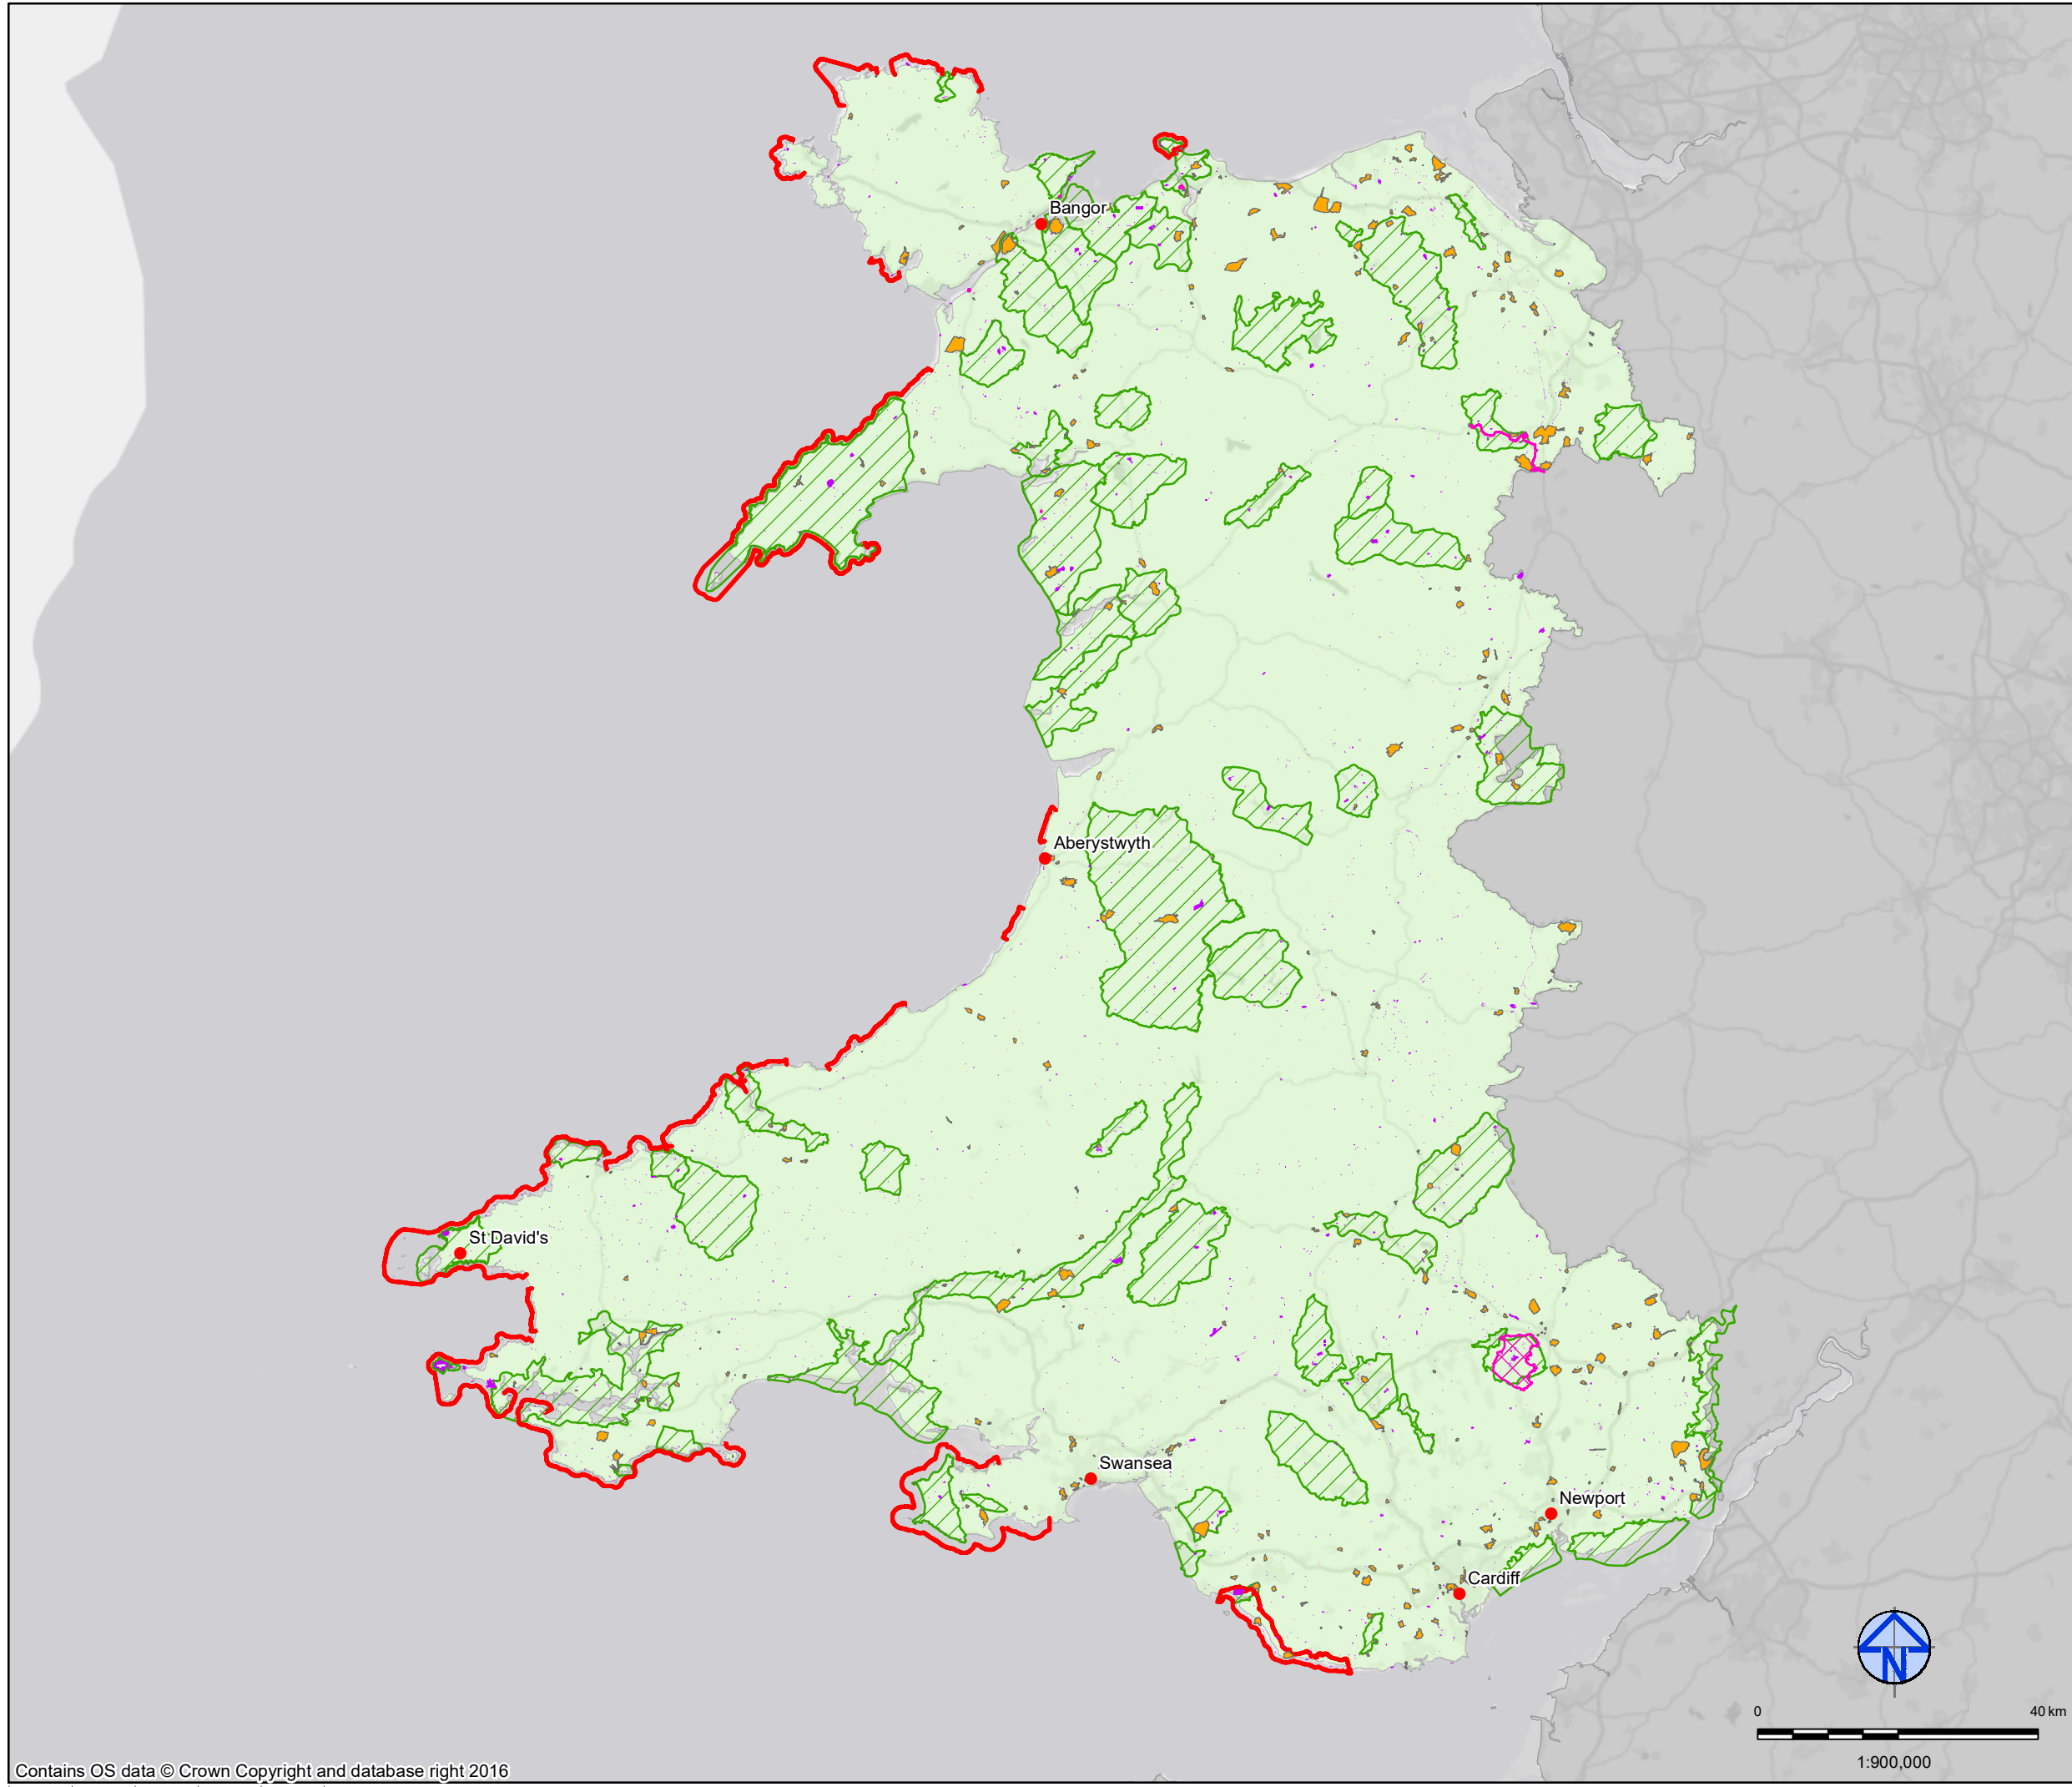 Bangor
Aberystwyth
St David's
Swansea
Newport
Cardiff
N
0 40 km
1:900,000
Contains OS data © Crown Copyright and database right 2016